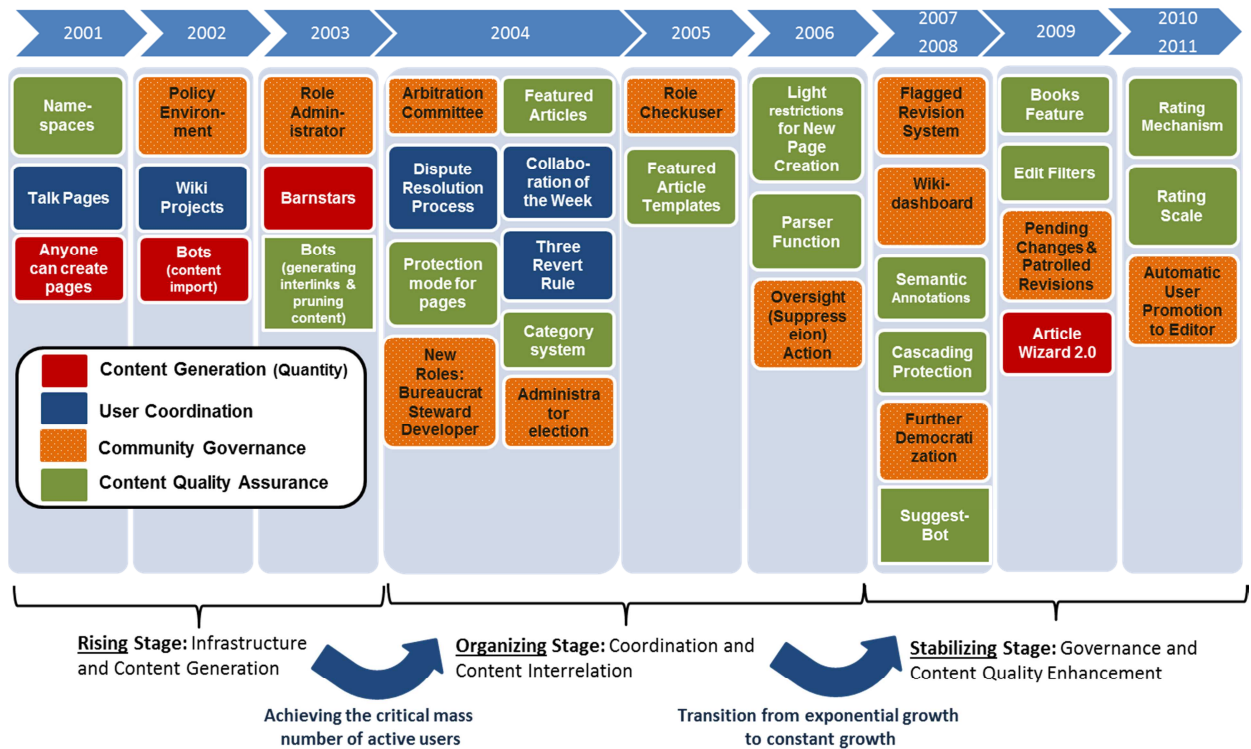 2001
2002
2003
2004
2005
2006
2007
2008
2009
2010
2011
Name-
spaces
Talk Pages
Anyone
can create
pages
Policy
Environ-
ment
Wiki
Projects
Bots
(content
import)
Role
Admin-
istrator
Barnstars
Bots
(generating
interlinks &
pruning
content)
Arbitration
Committee
Dispute
Resolution
Process
Protection
mode for
pages
New
Roles:
Bureaucrat
Steward
Developer
Featured
Articles
Collabo-
ration of
the Week
Three
Revert
Rule
Category
system
Administra
tor
election
Role
Checkuser
Featured
Article
Templates
Light
restrictions
for New
Page
Creation
Parser
Function
Oversight
(Suppress
eion)
Action
Flagged
Revision
System
Wiki-
dashboard
Semantic
Annotations
Cascading
Protection
Further
Democrati
zation
Suggest-
Bot
Books
Feature
Edit Filters
Pending
Changes &
Patrolled
Revisions
Article
Wizard 2.0
Rating
Mechanism
Rating
Scale
Automatic
User
Promotion
to Editor
Content Generation (Quantity)
User Coordination
Community Governance
Content Quality Assurance
Rising Stage: Infrastructure
and Content Generation
Organizing Stage: Coordination and
Content Interrelation
Stabilizing Stage: Governance and
Content Quality Enhancement
Achieving the critical mass
number of active users
Transition from exponential growth
to constant growth